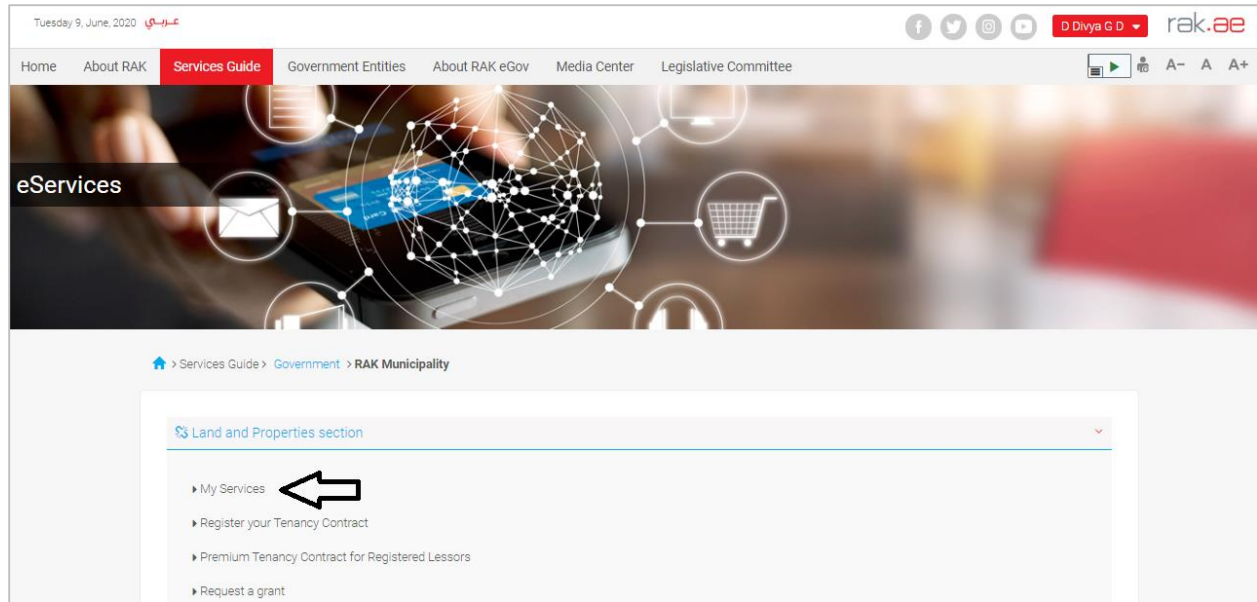 Tuesday 9, June, 2020 عـربـي
D Divya G D
rak.ae
Home About RAK Services Guide Government Entities About RAK eGov Media Center Legislative Committee A- A A+
eServices
> Services Guide > Government > RAK Municipality
Land and Properties section
My Services
Register your Tenancy Contract
Premium Tenancy Contract for Registered Lessors
Request a grant